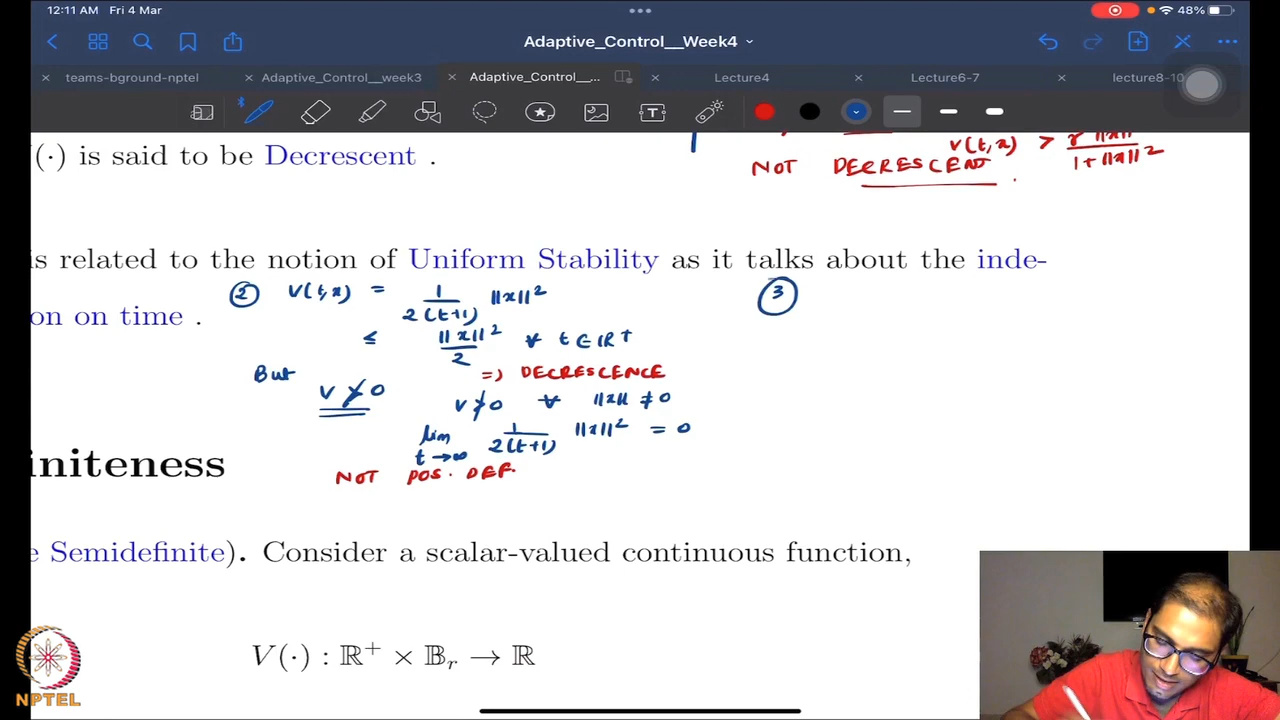 12:11 AM Fri 4 Mar
48%
Adaptive_Control__Week4
teams-bground-nptel
Adaptive_Control__week3
Adaptive_Control__...
Lecture4
Lecture6-7
lecture8-10
(·) is said to be Decrescent .
V(t,x) > γ ||x|| / 1+||x||²
NOT DECRESCENT .
is related to the notion of Uniform Stability as it talks about the inde-
on on time .
② V(t,x) = 1/2(t+1) ||x||²
③
≤ ||x||²/2 ∀ t ∈ IR+
=> DECRESCENCE
But V ≯ 0
V ≯ 0 ∀ ||x|| ≠ 0
lim t→∞ 1/2(t+1) ||x||² = 0
NOT POS. DEF.
initeness
e Semidefinite). Consider a scalar-valued continuous function,
V(·) : ℝ⁺ × 𝔹ᵣ → ℝ
NPTEL